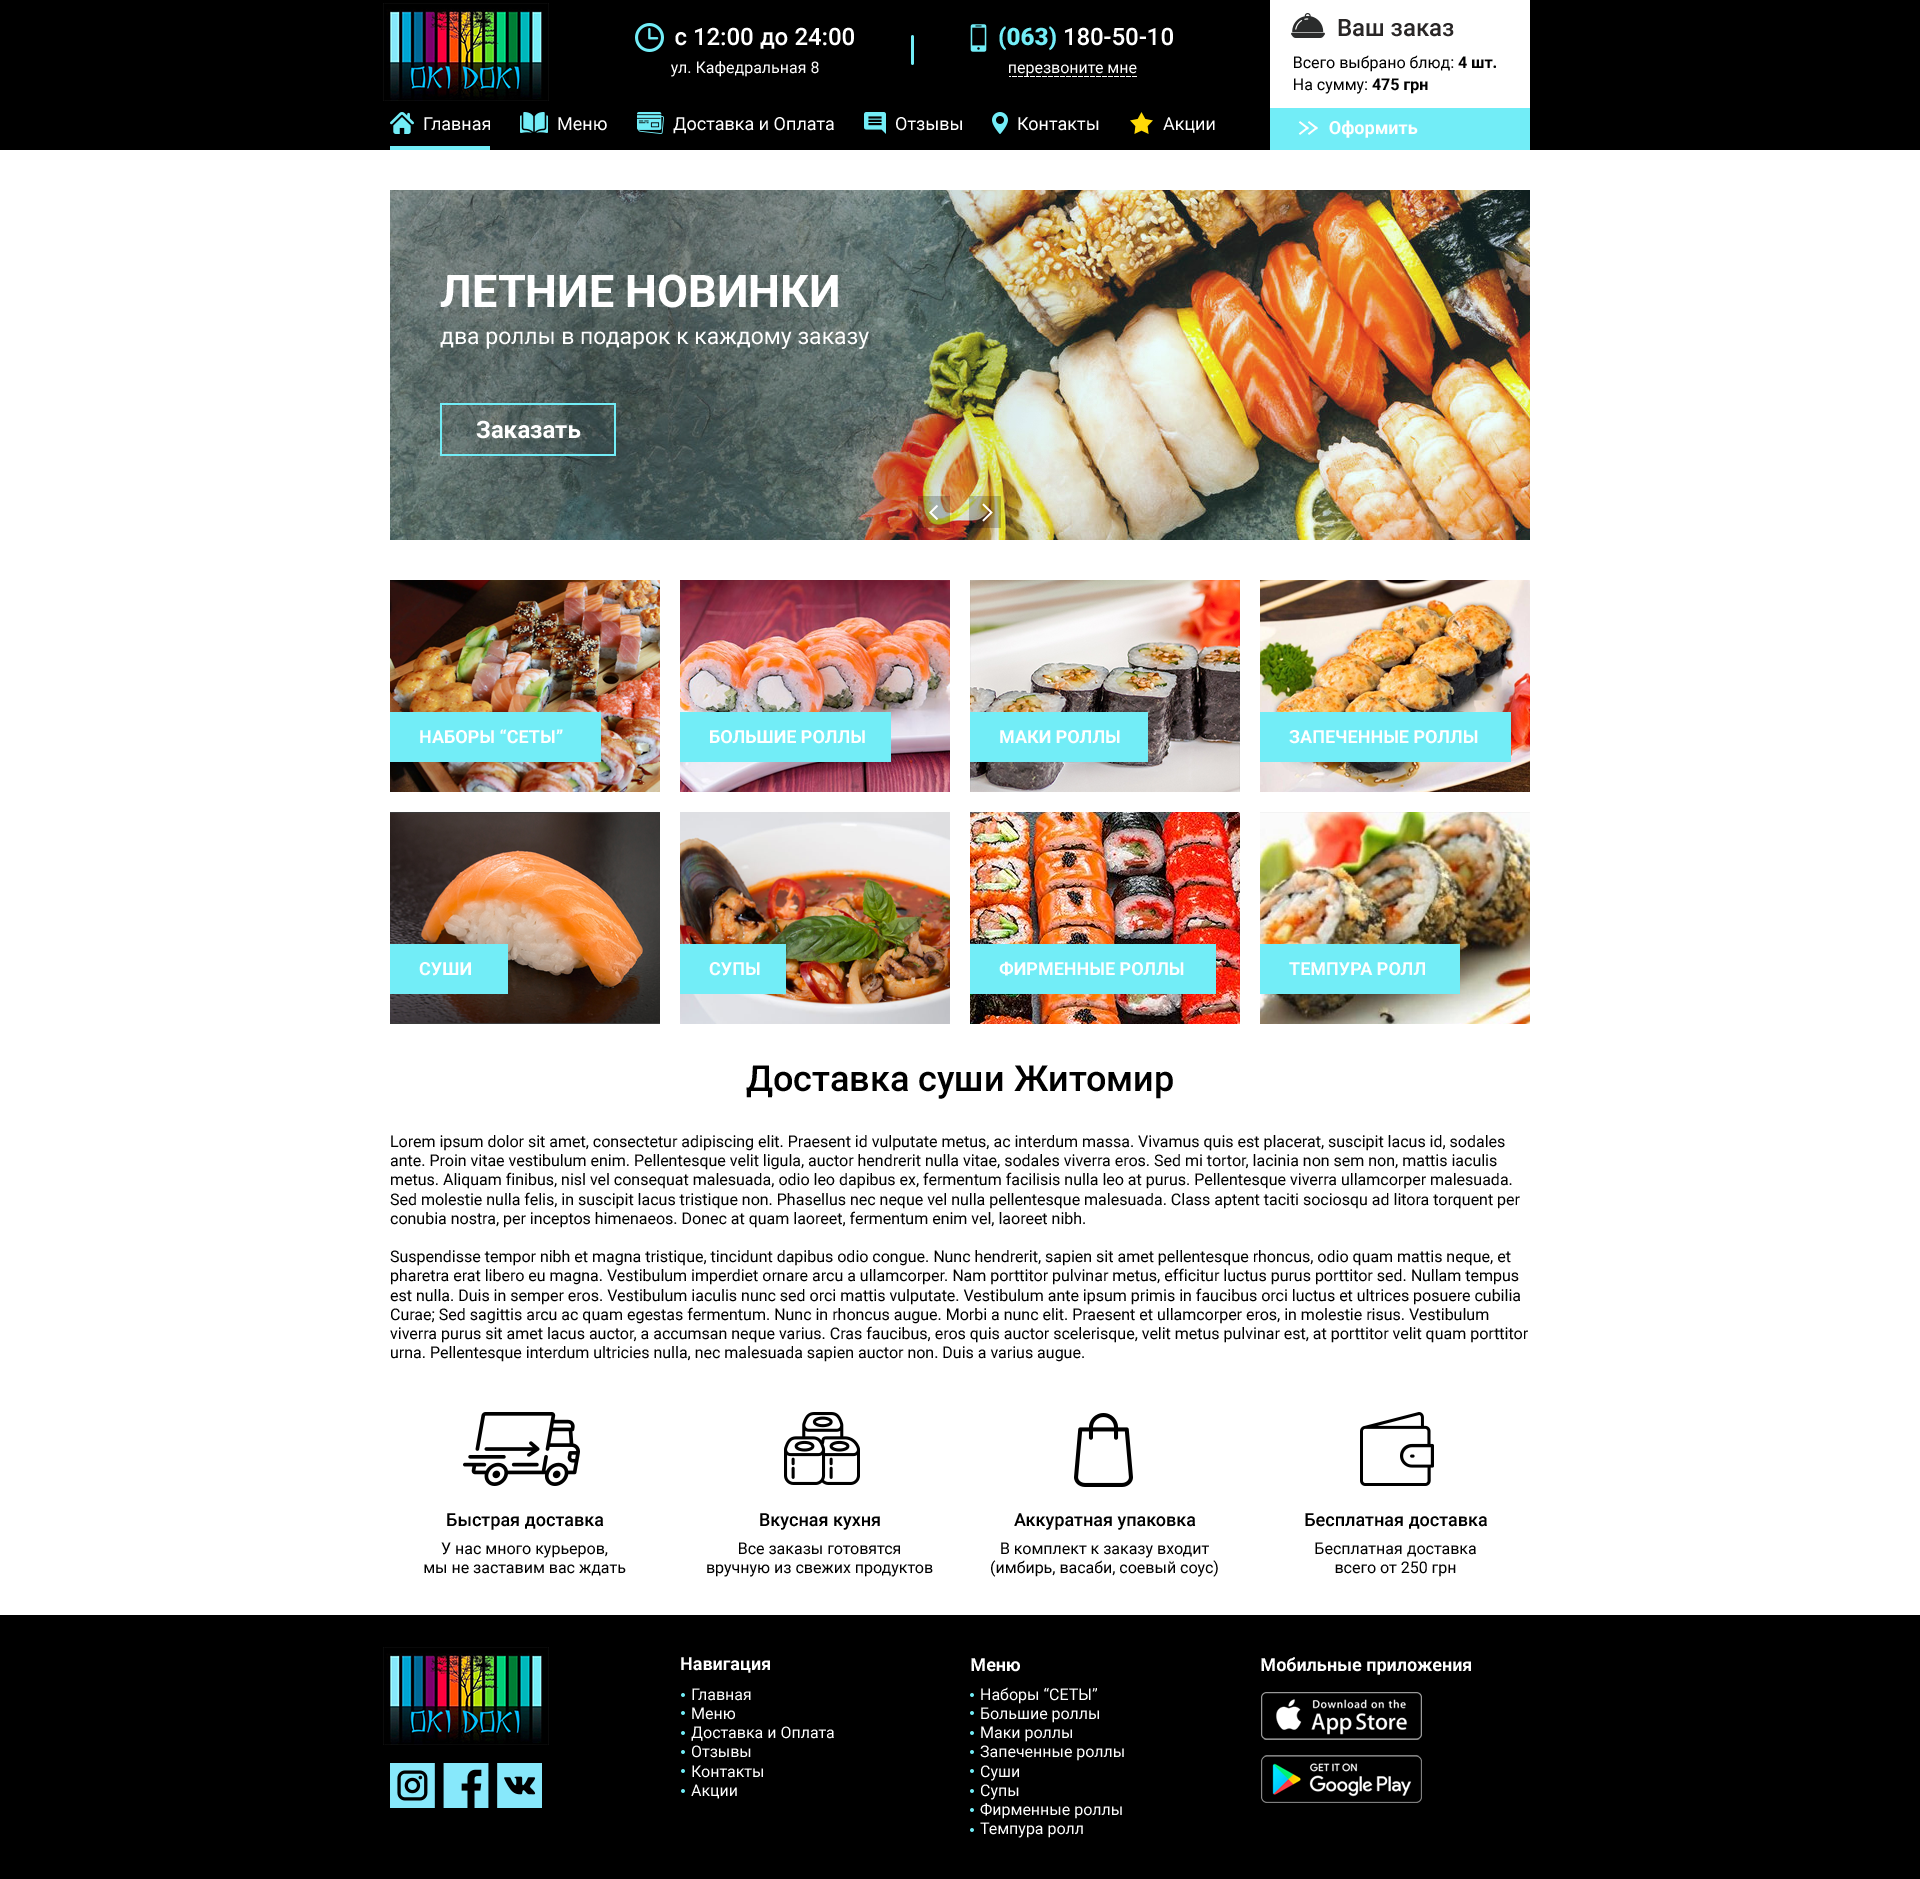 OKI DOKI
с 12:00 до 24:00
ул. Кафедральная 8
(063) 180-50-10
перезвоните мне
Ваш заказ
Всего выбрано блюд: 4 шт.
На сумму: 475 грн
Оформить
Главная
Меню
Доставка и Оплата
Отзывы
Контакты
Акции
ЛЕТНИЕ НОВИНКИ
два роллы в подарок к каждому заказу
Заказать
НАБОРЫ “СЕТЫ”
БОЛЬШИЕ РОЛЛЫ
МАКИ РОЛЛЫ
ЗАПЕЧЕННЫЕ РОЛЛЫ
СУШИ
СУПЫ
ФИРМЕННЫЕ РОЛЛЫ
ТЕМПУРА РОЛЛ
Доставка суши Житомир
Lorem ipsum dolor sit amet, consectetur adipiscing elit. Praesent id vulputate metus, ac interdum massa. Vivamus quis est placerat, suscipit lacus id, sodales
ante. Proin vitae vestibulum enim. Pellentesque velit ligula, auctor hendrerit nulla vitae, sodales viverra eros. Sed mi tortor, lacinia non sem non, mattis iaculis
metus. Aliquam finibus, nisl vel consequat malesuada, odio leo dapibus ex, fermentum facilisis nulla leo at purus. Pellentesque viverra ullamcorper malesuada.
Sed molestie nulla felis, in suscipit lacus tristique non. Phasellus nec neque vel nulla pellentesque malesuada. Class aptent taciti sociosqu ad litora torquent per
conubia nostra, per inceptos himenaeos. Donec at quam laoreet, fermentum enim vel, laoreet nibh.
Suspendisse tempor nibh et magna tristique, tincidunt dapibus odio congue. Nunc hendrerit, sapien sit amet pellentesque rhoncus, odio quam mattis neque, et
pharetra erat libero eu magna. Vestibulum imperdiet ornare arcu a ullamcorper. Nam porttitor pulvinar metus, efficitur luctus purus porttitor sed. Nullam tempus
est nulla. Duis in semper eros. Vestibulum iaculis nunc sed orci mattis vulputate. Vestibulum ante ipsum primis in faucibus orci luctus et ultrices posuere cubilia
Curae; Sed sagittis arcu ac quam egestas fermentum. Nunc in rhoncus augue. Morbi a nunc elit. Praesent et ullamcorper eros, in molestie risus. Vestibulum
viverra purus sit amet lacus auctor, a accumsan neque varius. Cras faucibus, eros quis auctor scelerisque, velit metus pulvinar est, at porttitor velit quam porttitor
urna. Pellentesque interdum ultricies nulla, nec malesuada sapien auctor non. Duis a varius augue.
Быстрая доставка
У нас много курьеров,
мы не заставим вас ждать
Вкусная кухня
Все заказы готовятся
вручную из свежих продуктов
Аккуратная упаковка
В комплект к заказу входит
(имбирь, васаби, соевый соус)
Бесплатная доставка
Бесплатная доставка
всего от 250 грн
OKI DOKI
Навигация
• Главная
• Меню
• Доставка и Оплата
• Отзывы
• Контакты
• Акции
Меню
• Наборы “СЕТЫ”
• Большие роллы
• Маки роллы
• Запеченные роллы
• Суши
• Супы
• Фирменные роллы
• Темпура ролл
Мобильные приложения
Download on the
App Store
GET IT ON
Google Play